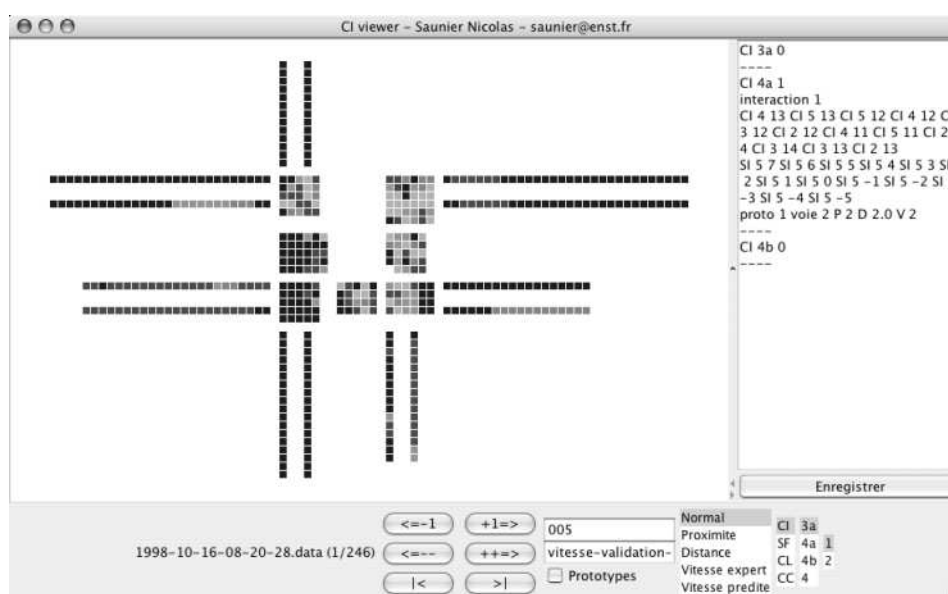 CI viewer – Saunier Nicolas – saunier@enst.fr
CI 3a 0
----
CI 4a 1
interaction 1
CI 4 13 CI 5 13 CI 5 12 CI 4 12 C
3 12 CI 2 12 CI 4 11 CI 5 11 CI 2
4 CI 3 14 CI 3 13 CI 2 13
SI 5 7 SI 5 6 SI 5 5 SI 5 4 SI 5 3 SI
2 SI 5 1 SI 5 0 SI 5 -1 SI 5 -2 SI
-3 SI 5 -4 SI 5 -5
proto 1 voie 2 P 2 D 2.0 V 2
----
CI 4b 0
----
Enregistrer
1998-10-16-08-20-28.data (1/246)
<=-1
+1=>
<=--
++=>
|<
>|
005
vitesse-validation-
Prototypes
Normal
Proximite
Distance
Vitesse expert
Vitesse predite
CI 3a
SF 4a 1
CL 4b 2
CC 4